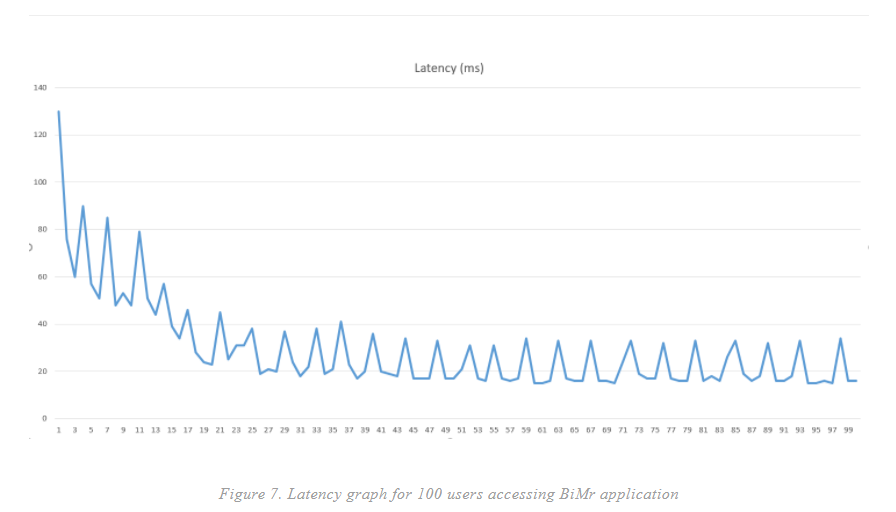 Latency (ms)
140
120
100
80
60
40
20
0
1 3 5 7 9 11 13 15 17 19 21 23 25 27 29 31 33 35 37 39 41 43 45 47 49 51 53 55 57 59 61 63 65 67 69 71 73 75 77 79 81 83 85 87 89 91 93 95 97 99
Figure 7. Latency graph for 100 users accessing BiMr application